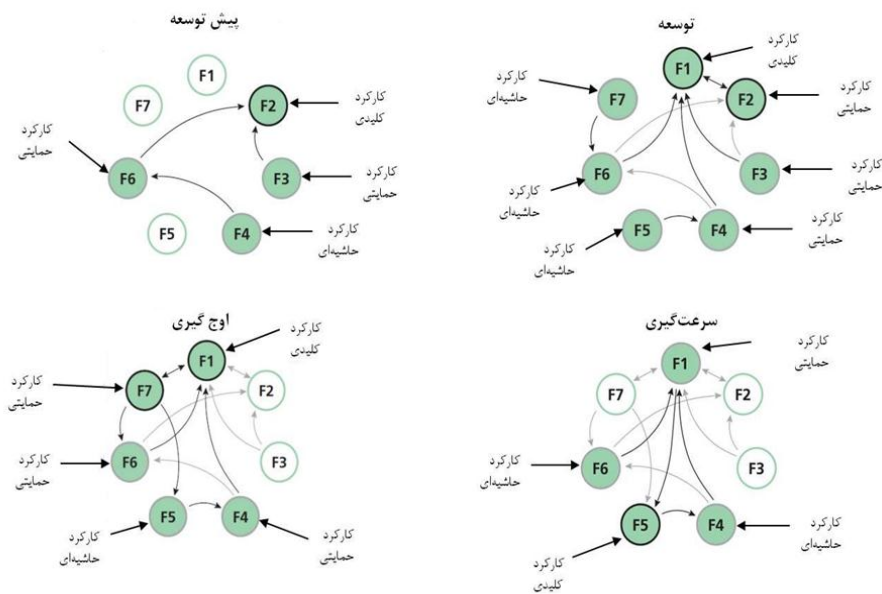 پیش توسعه
F1
F7
F2
کارکرد
کلیدی
کارکرد
حمایتی
F6
F3
کارکرد
حمایتی
F5
F4
کارکرد
حاشیه‌ای
توسعه
کارکرد
کلیدی
F1
کارکرد
حاشیه‌ای
F7
F2
کارکرد
حمایتی
F6
کارکرد
حاشیه‌ای
F3
کارکرد
حمایتی
F5
کارکرد
حاشیه‌ای
F4
کارکرد
حمایتی
اوج گیری
کارکرد
کلیدی
F1
کارکرد
حمایتی
F7
F2
کارکرد
حمایتی
F6
F3
کارکرد
حاشیه‌ای
F5
F4
کارکرد
حمایتی
سرعت‌گیری
کارکرد
حمایتی
F1
F7
F2
کارکرد
حاشیه‌ای
F6
F3
F5
کارکرد
کلیدی
F4
کارکرد
حاشیه‌ای